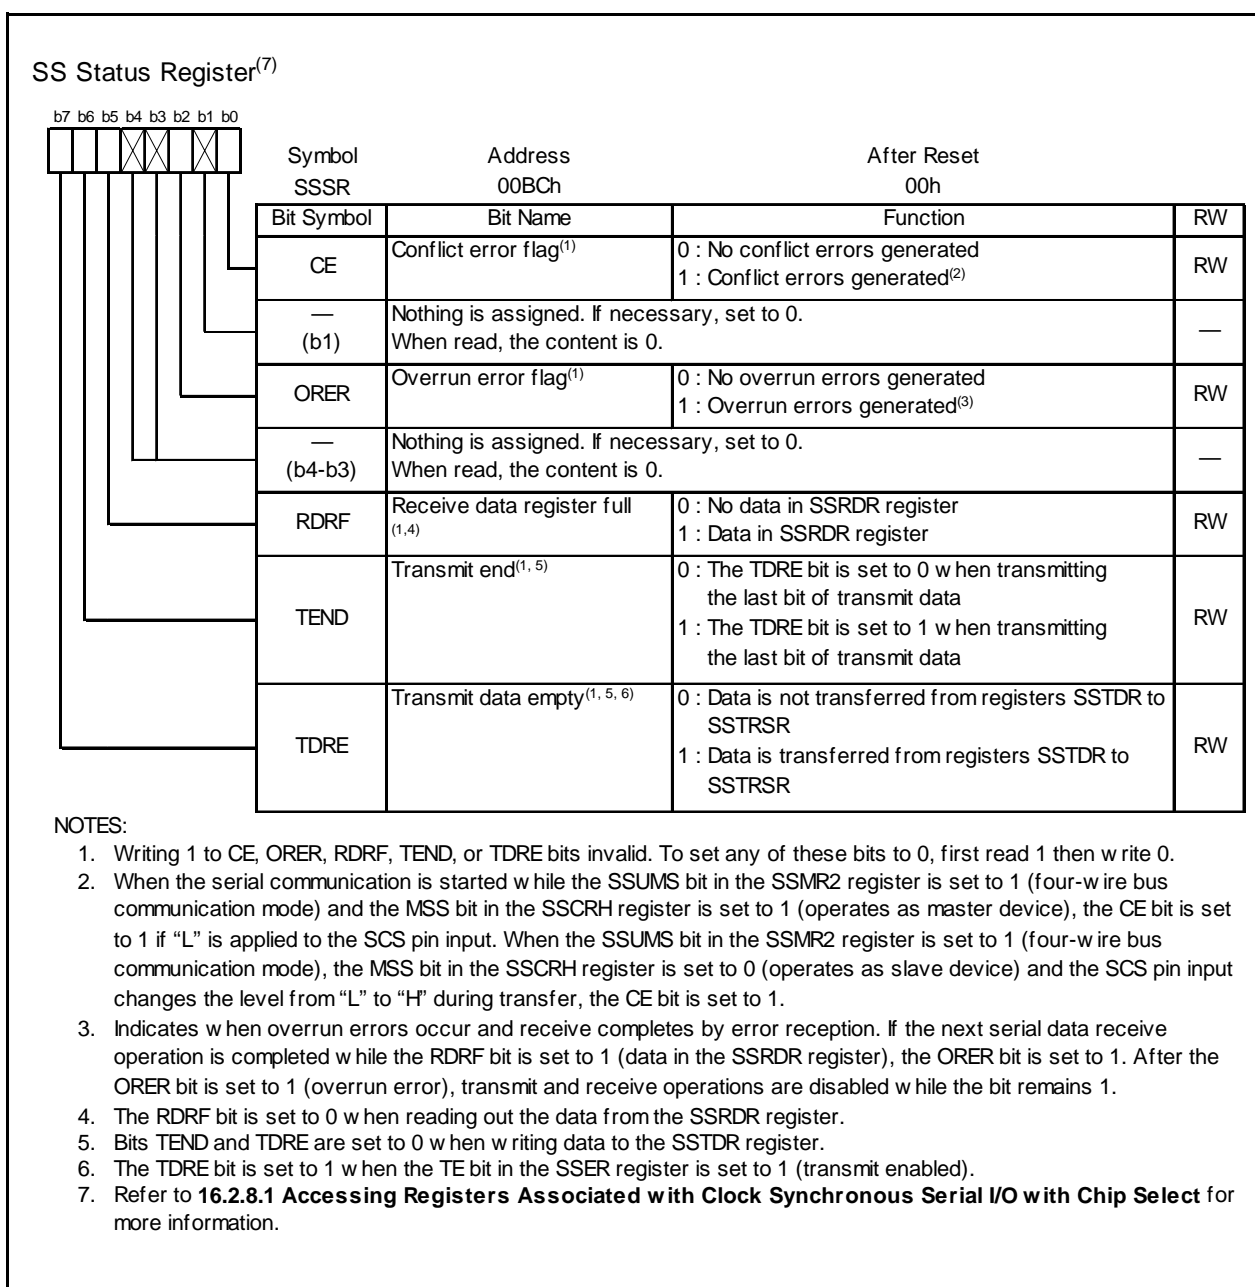 SS Status Register(7)
b7 b6 b5 b4 b3 b2 b1 b0
Symbol Address After Reset
SSSR 00BCh 00h
Bit Symbol Bit Name Function RW
CE Conflict error flag(1) 0 : No conflict errors generated RW
1 : Conflict errors generated(2)
— Nothing is assigned. If necessary, set to 0. —
(b1) When read, the content is 0.
ORER Overrun error flag(1) 0 : No overrun errors generated RW
1 : Overrun errors generated(3)
— Nothing is assigned. If necessary, set to 0. —
(b4-b3) When read, the content is 0.
RDRF Receive data register full 0 : No data in SSRDR register RW
(1,4) 1 : Data in SSRDR register
Transmit end(1, 5) 0 : The TDRE bit is set to 0 when transmitting
the last bit of transmit data
TEND 1 : The TDRE bit is set to 1 when transmitting RW
the last bit of transmit data
Transmit data empty(1, 5, 6) 0 : Data is not transferred from registers SSTDR to
SSTRSR
TDRE 1 : Data is transferred from registers SSTDR to RW
SSTRSR
NOTES:
1. Writing 1 to CE, ORER, RDRF, TEND, or TDRE bits invalid. To set any of these bits to 0, first read 1 then write 0.
2. When the serial communication is started while the SSUMS bit in the SSMR2 register is set to 1 (four-wire bus
communication mode) and the MSS bit in the SSCRH register is set to 1 (operates as master device), the CE bit is set
to 1 if “L” is applied to the SCS pin input. When the SSUMS bit in the SSMR2 register is set to 1 (four-wire bus
communication mode), the MSS bit in the SSCRH register is set to 0 (operates as slave device) and the SCS pin input
changes the level from “L” to “H” during transfer, the CE bit is set to 1.
3. Indicates when overrun errors occur and receive completes by error reception. If the next serial data receive
operation is completed while the RDRF bit is set to 1 (data in the SSRDR register), the ORER bit is set to 1. After the
ORER bit is set to 1 (overrun error), transmit and receive operations are disabled while the bit remains 1.
4. The RDRF bit is set to 0 when reading out the data from the SSRDR register.
5. Bits TEND and TDRE are set to 0 when writing data to the SSTDR register.
6. The TDRE bit is set to 1 when the TE bit in the SSER register is set to 1 (transmit enabled).
7. Refer to 16.2.8.1 Accessing Registers Associated with Clock Synchronous Serial I/O with Chip Select for
more information.